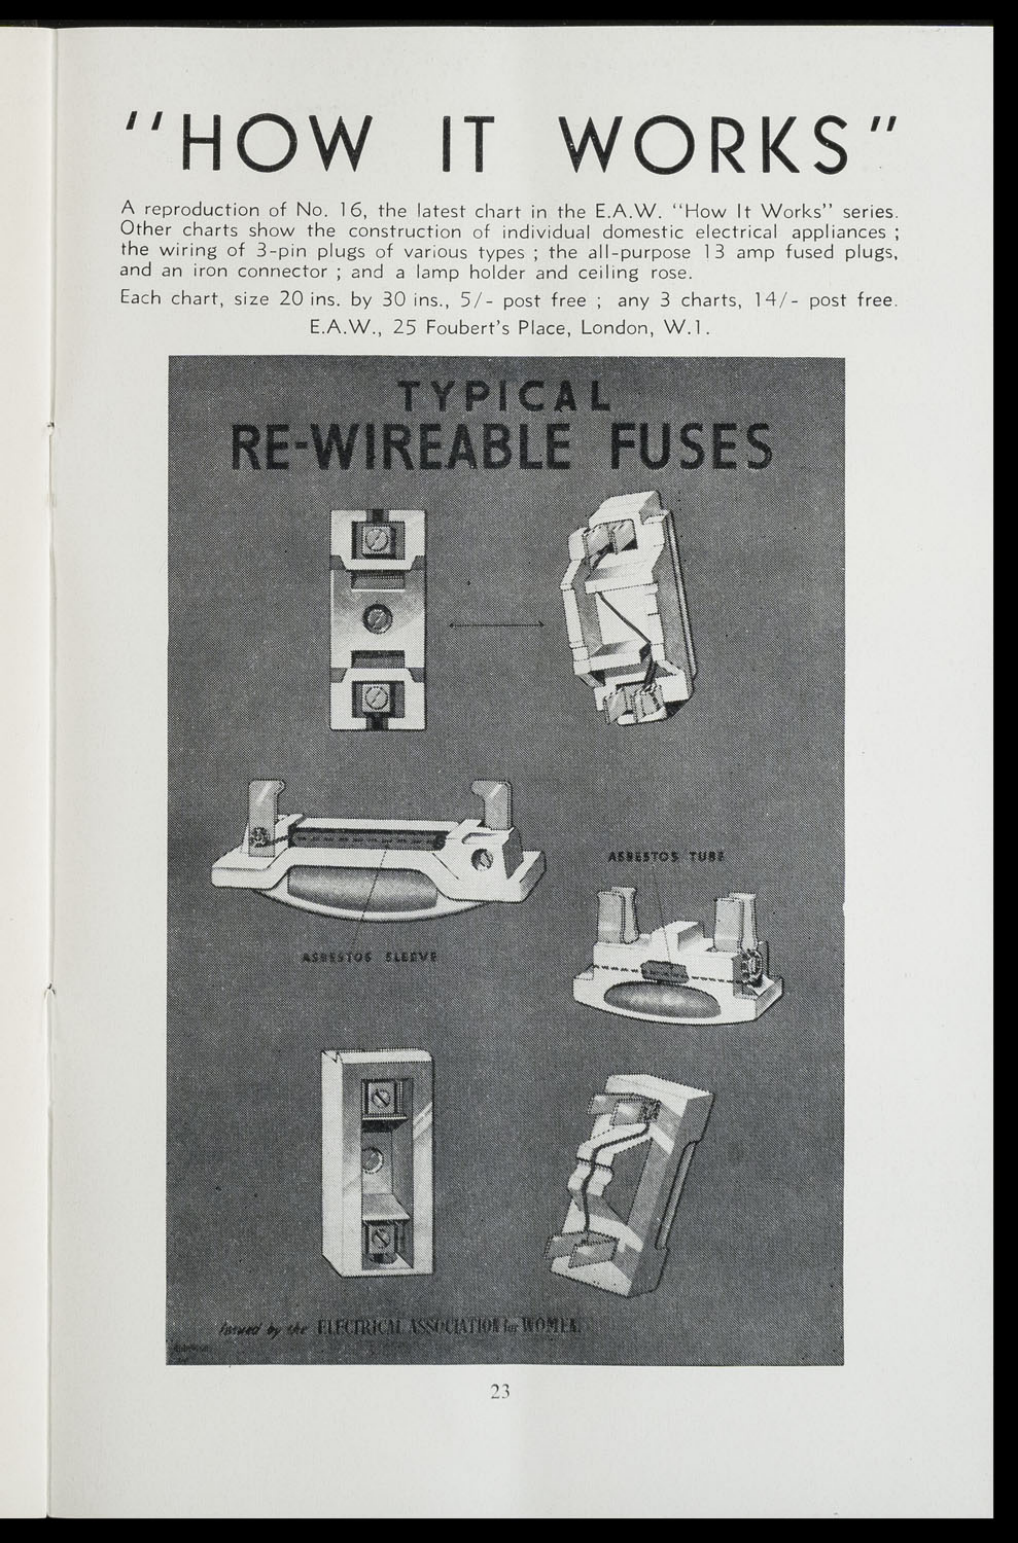 "HOW IT WORKS"
A reproduction of No. 16, the latest chart in the E.A.W. "How It Works" series.
Other charts show the construction of individual domestic electrical appliances ;
the wiring of 3-pin plugs of various types ; the all-purpose 13 amp fused plugs,
and an iron connector ; and a lamp holder and ceiling rose.
Each chart, size 20 ins. by 30 ins., 5/- post free ; any 3 charts, 14/- post free.
E.A.W., 25 Foubert's Place, London, W.1.
TYPICAL
RE-WIREABLE FUSES
ASBESTOS TUBE
ASBESTOS SLEEVE
Issued by the ELECTRICAL ASSOCIATION for WOMEN.
23